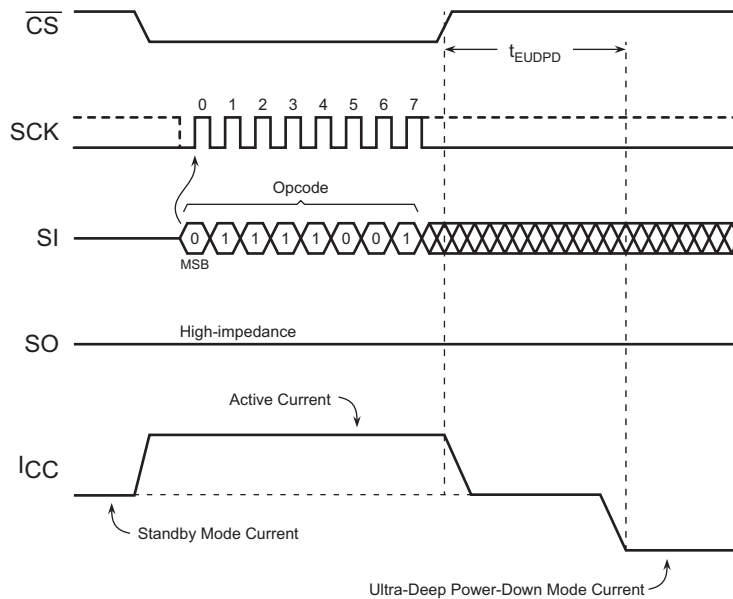 CS
tEUDPD
0 1 2 3 4 5 6 7
SCK
Opcode
SI
0 1 1 1 1 0 0 1
MSB
High-impedance
SO
Active Current
ICC
Standby Mode Current
Ultra-Deep Power-Down Mode Current